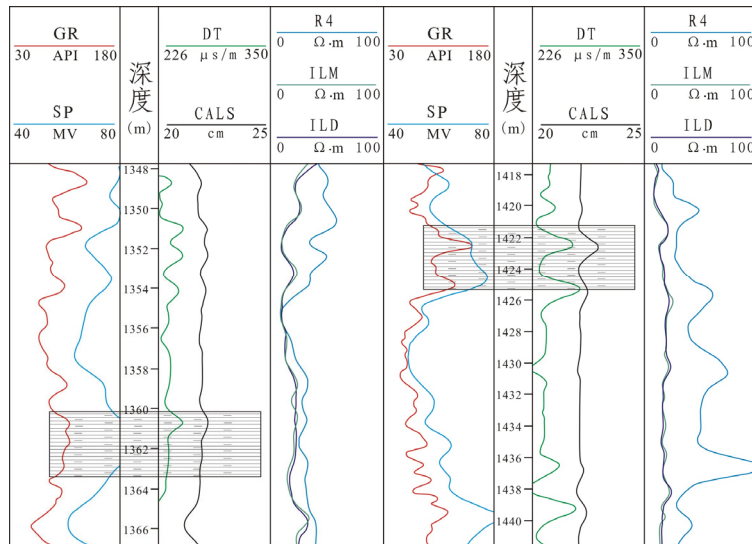 GR
30 API 180
SP
40 MV 80
深度
(m)
DT
226 μs/m 350
CALS
20 cm 25
R4
0 Ω·m 100
ILM
0 Ω·m 100
ILD
0 Ω·m 100
GR
30 API 180
SP
40 MV 80
深度
(m)
DT
226 μs/m 350
CALS
20 cm 25
R4
0 Ω·m 100
ILM
0 Ω·m 100
ILD
0 Ω·m 100
1348
1350
1352
1354
1356
1358
1360
1362
1364
1366
1418
1420
1422
1424
1426
1428
1430
1432
1434
1436
1438
1440